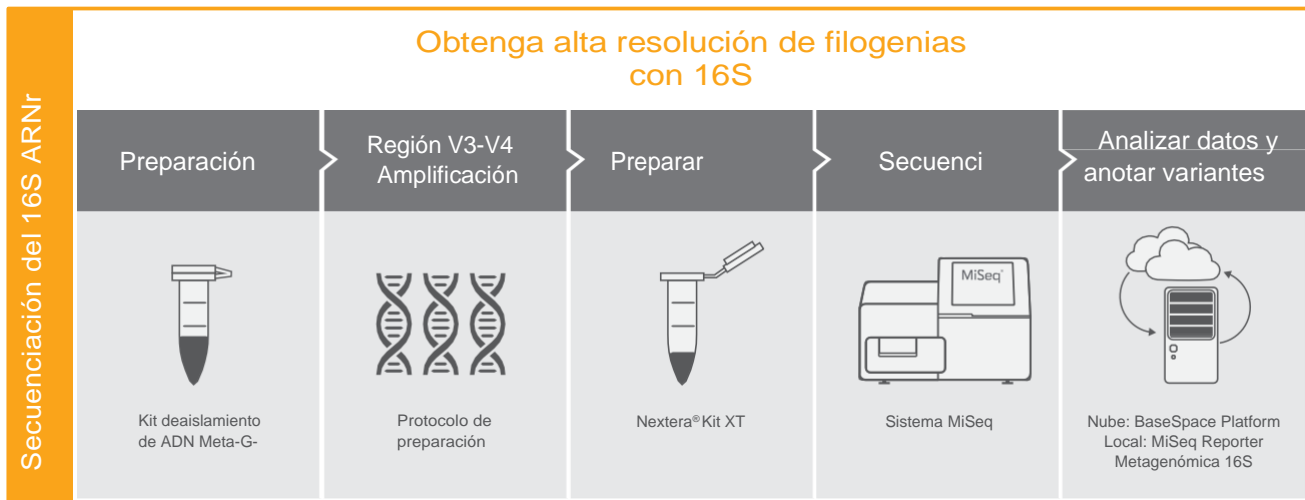 Secuenciación del 16S ARNr
Obtenga alta resolución de filogenias
con 16S
Preparación
Región V3-V4
Amplificación
Preparar
Secuenci
Analizar datos y
anotar variantes
MiSeq
Kit deaislamiento
de ADN Meta-G-
Protocolo de
preparación
Nextera® Kit XT
Sistema MiSeq
Nube: BaseSpace Platform
Local: MiSeq Reporter
Metagenómica 16S